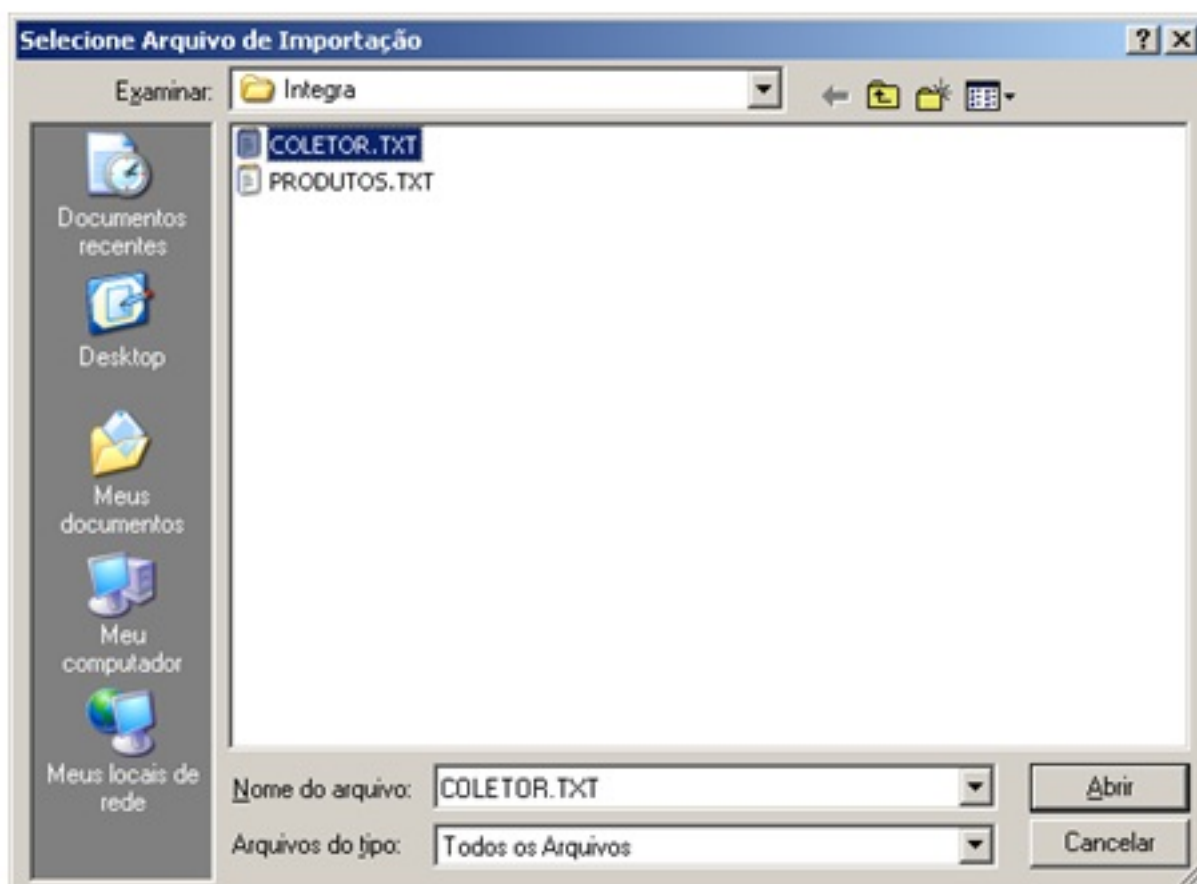 Selecione Arquivo de Importação
Examinar:
Integra
COLETOR.TXT
PRODUTOS.TXT
Documentos
recentes
Desktop
Meus
documentos
Meu
computador
Meus locais de
rede
Nome do arquivo:
COLETOR.TXT
Abrir
Arquivos do tipo:
Todos os Arquivos
Cancelar